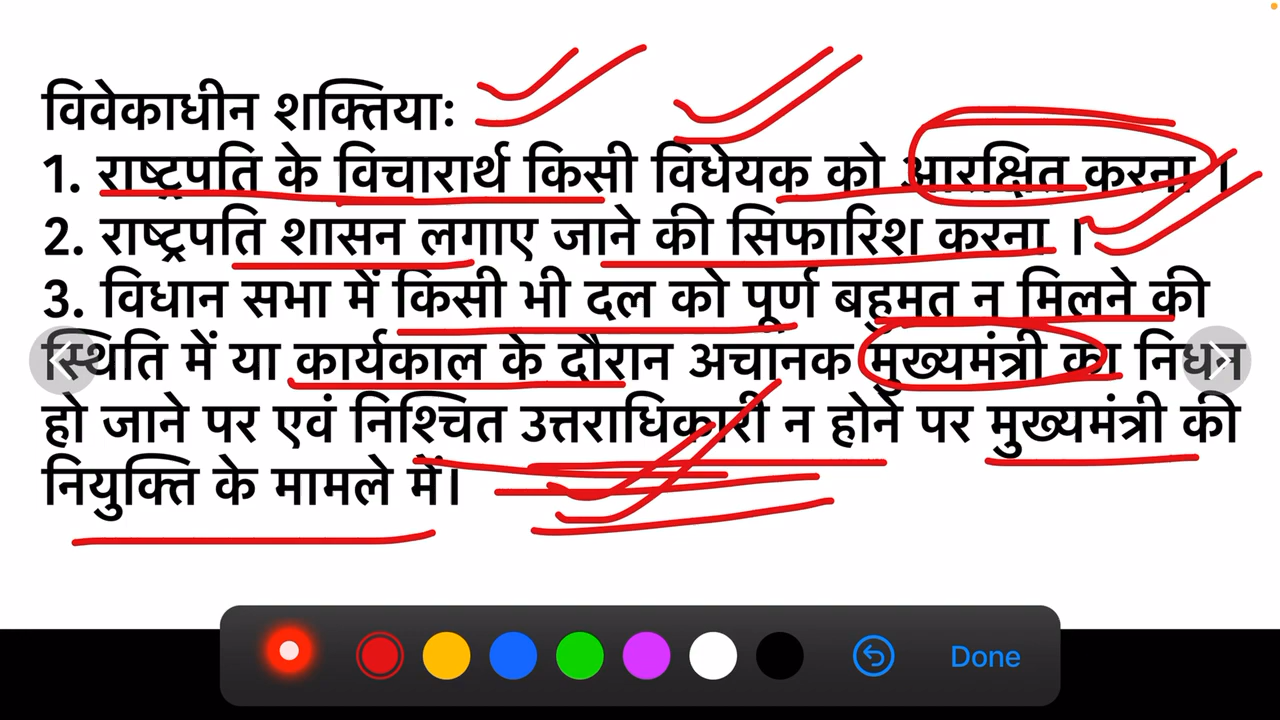 विवेकाधीन शक्तियाः
1. राष्ट्रपति के विचारार्थ किसी विधेयक को आरक्षित करना ।
2. राष्ट्रपति शासन लगाए जाने की सिफारिश करना ।
3. विधान सभा में किसी भी दल को पूर्ण बहुमत न मिलने की
स्थिति में या कार्यकाल के दौरान अचानक मुख्यमंत्री का निधन
हो जाने पर एवं निश्चित उत्तराधिकारी न होने पर मुख्यमंत्री की
नियुक्ति के मामले में।
Done